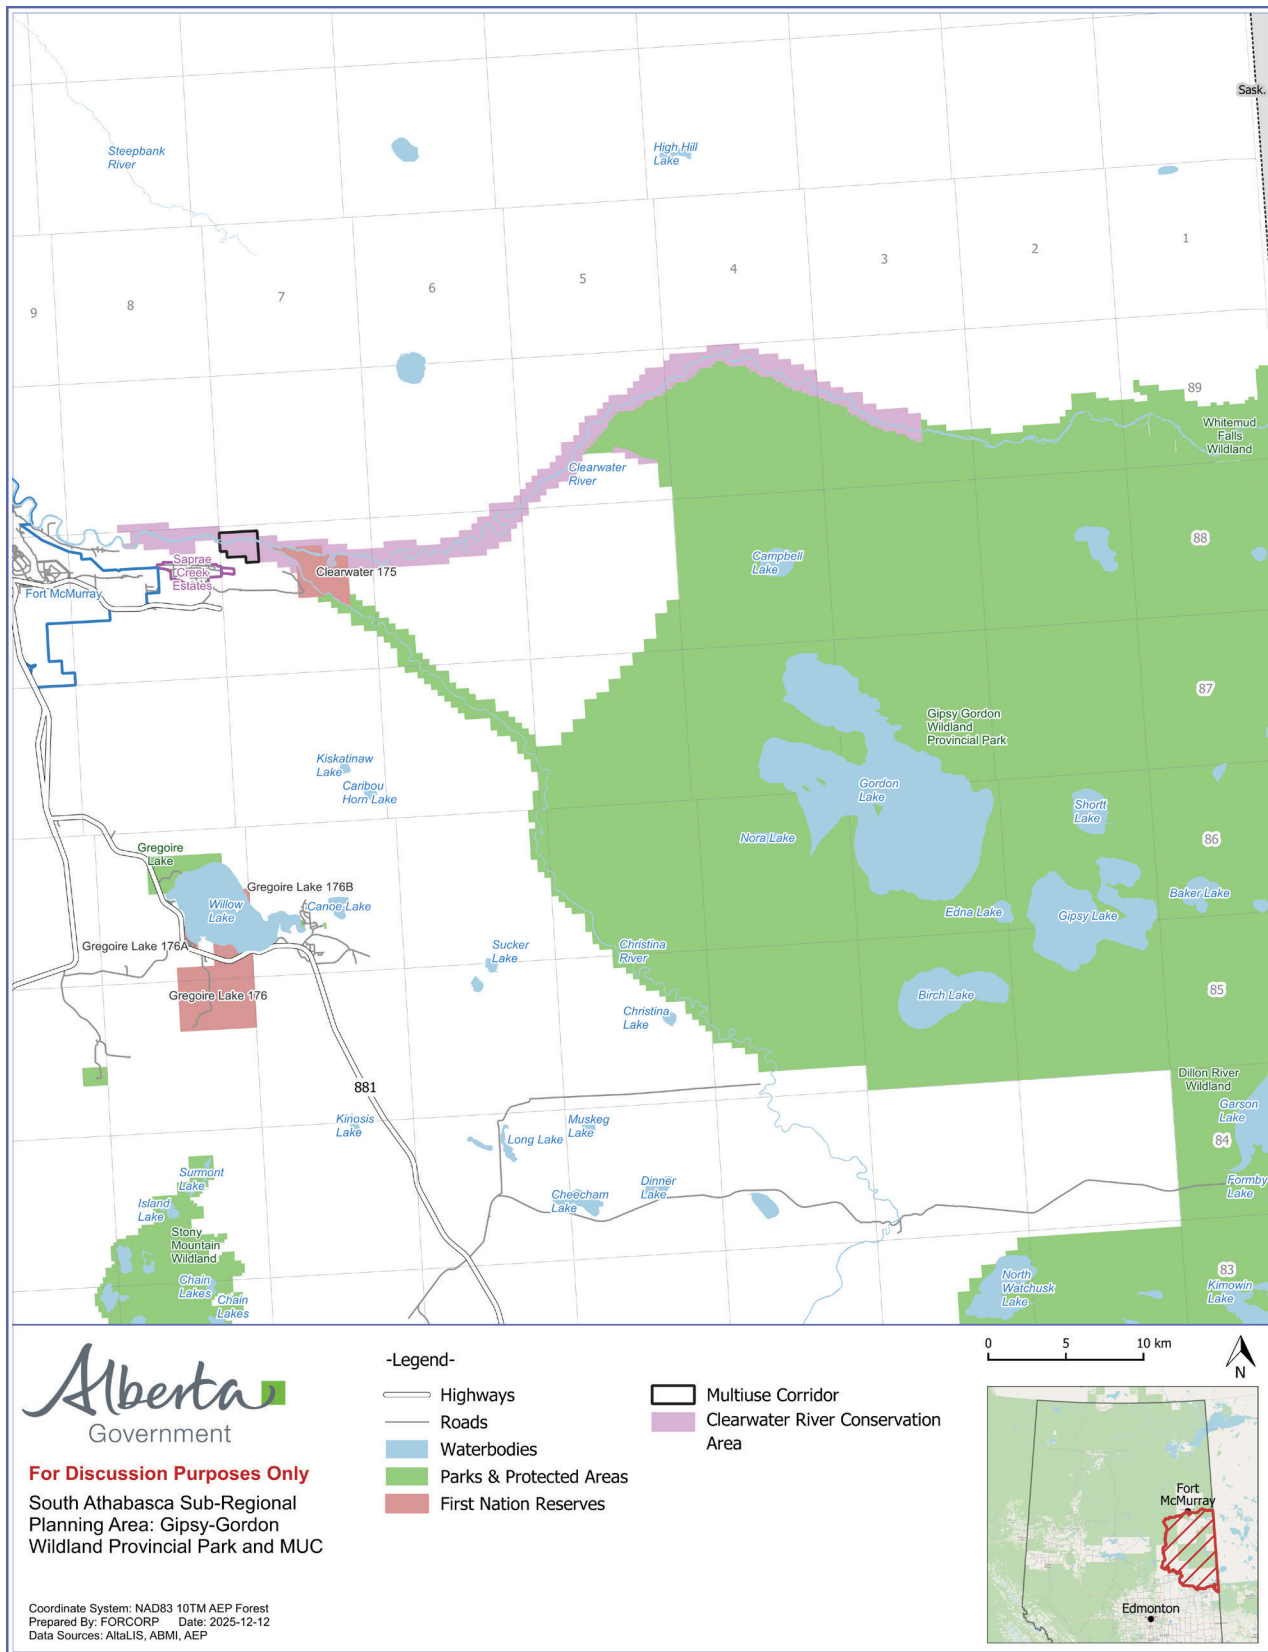 Sask.
Steepbank
River
High Hill
Lake
1
2
3
4
5
6
7
8
9
89
Whitemud
Falls
Wildland
Clearwater
River
88
Campbell
Lake
Saprae
Creek
Estates
Clearwater 175
Fort McMurray
87
Gipsy Gordon
Wildland
Provincial Park
Kiskatinaw
Lake
Caribou
Horn Lake
Gordon
Lake
Shortt
Lake
Nora Lake
86
Gregoire
Lake
Gregoire Lake 176B
Willow
Lake
Canoe Lake
Baker Lake
Edna Lake
Gipsy Lake
Gregoire Lake 176A
Sucker
Lake
Christina
River
Gregoire Lake 176
Birch Lake
85
Christina
Lake
881
Dillon River
Wildland
Garson
Lake
Kinosis
Lake
Muskeg
Lake
Long Lake
84
Surmont
Lake
Dinner
Lake
Cheecham
Lake
Formby
Lake
Island
Lake
Stony
Mountain
Wildland
Chain
Lakes
Chain
Lakes
North
Watchusk
Lake
83
Kimowin
Lake
Alberta
Government
For Discussion Purposes Only
South Athabasca Sub-Regional
Planning Area: Gipsy-Gordon
Wildland Provincial Park and MUC
Coordinate System: NAD83 10TM AEP Forest
Prepared By: FORCORP Date: 2025-12-12
Data Sources: AltaLIS, ABMI, AEP
-Legend-
Highways
Roads
Waterbodies
Parks & Protected Areas
First Nation Reserves
Multiuse Corridor
Clearwater River Conservation
Area
0 5 10 km
N
Fort
McMurray
Edmonton